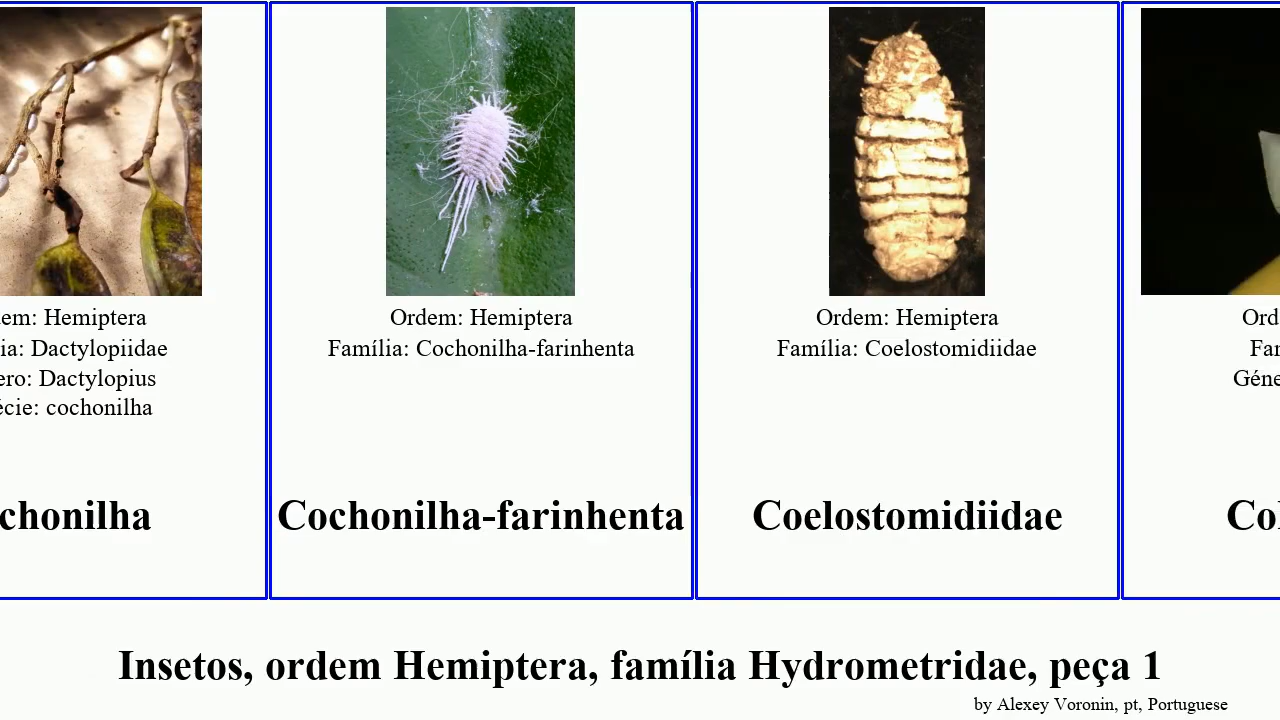 em: Hemiptera
ia: Dactylopiidae
ero: Dactylopius
écie: cochonilha
chonilha
Ordem: Hemiptera
Família: Cochonilha-farinhenta
Cochonilha-farinhenta
Ordem: Hemiptera
Família: Coelostomidiidae
Coelostomidiidae
Ord
Far
Géne
Co
Insetos, ordem Hemiptera, família Hydrometridae, peça 1
by Alexey Voronin, pt, Portuguese